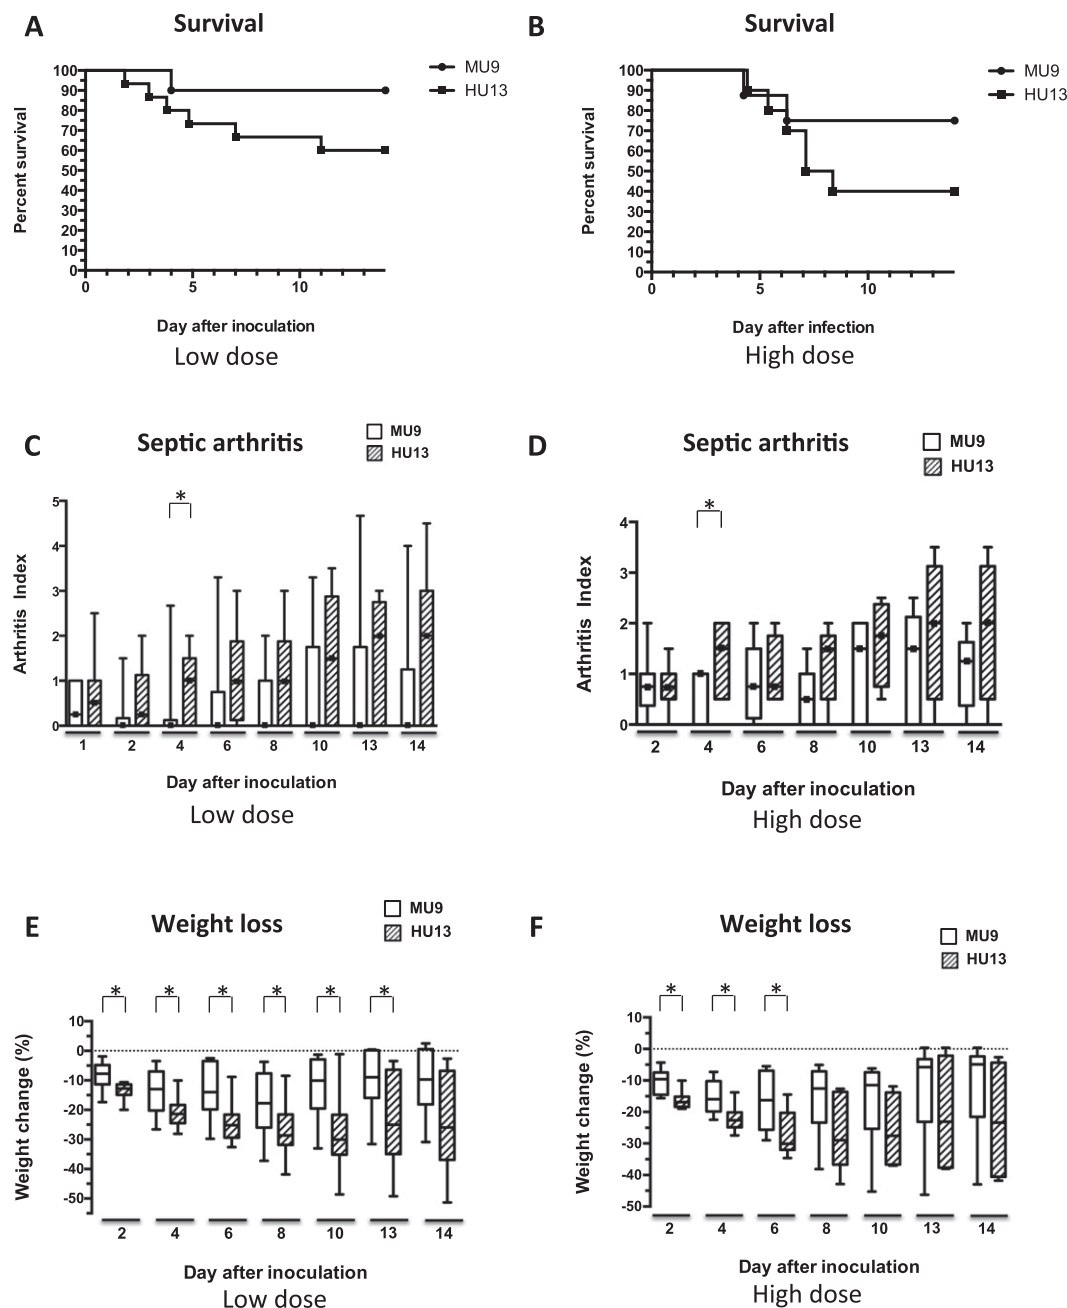 A
Survival
MU9
HU13
100
90
80
70
60
50
40
30
20
10
0
Percent survival
0 5 10
Day after inoculation
Low dose
B
Survival
MU9
HU13
100
90
80
70
60
50
40
30
20
10
0
Percent survival
0 5 10
Day after infection
High dose
C
Septic arthritis
MU9
HU13
*
5
4
3
2
1
0
Arthritis Index
1 2 4 6 8 10 13 14
Day after inoculation
Low dose
D
Septic arthritis
MU9
HU13
*
4
3
2
1
0
Arthritis Index
2 4 6 8 10 13 14
Day after inoculation
High dose
E
Weight loss
MU9
HU13
* * * * * *
10
0
-10
-20
-30
-40
-50
Weight change (%)
2 4 6 8 10 13 14
Day after inoculation
Low dose
F
Weight loss
MU9
HU13
* * *
10
0
-10
-20
-30
-40
-50
Weight change (%)
2 4 6 8 10 13 14
Day after inoculation
High dose